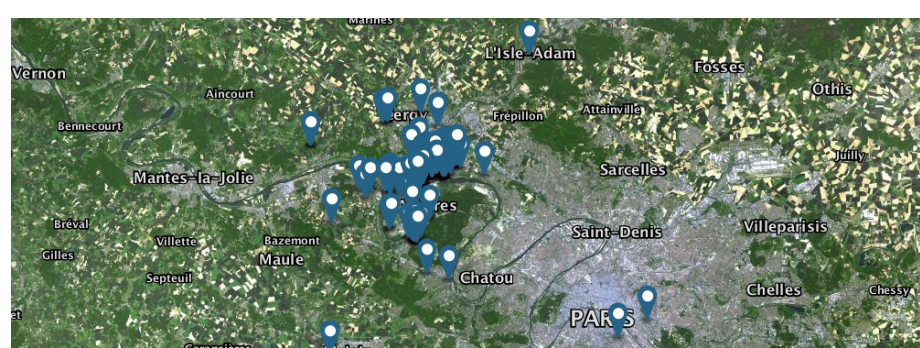 Marines
L'Isle-Adam
Vernon
Fosses
Othis
Aincourt
Bennecourt
Frépillon
Attainville
Juilly
Sarcelles
Mantes-la-Jolie
Bréval
Villette
Bazemont
Saint-Denis
Villeparisis
Gilles
Maule
Septeuil
Chatou
Chelles
Chessy
PARIS